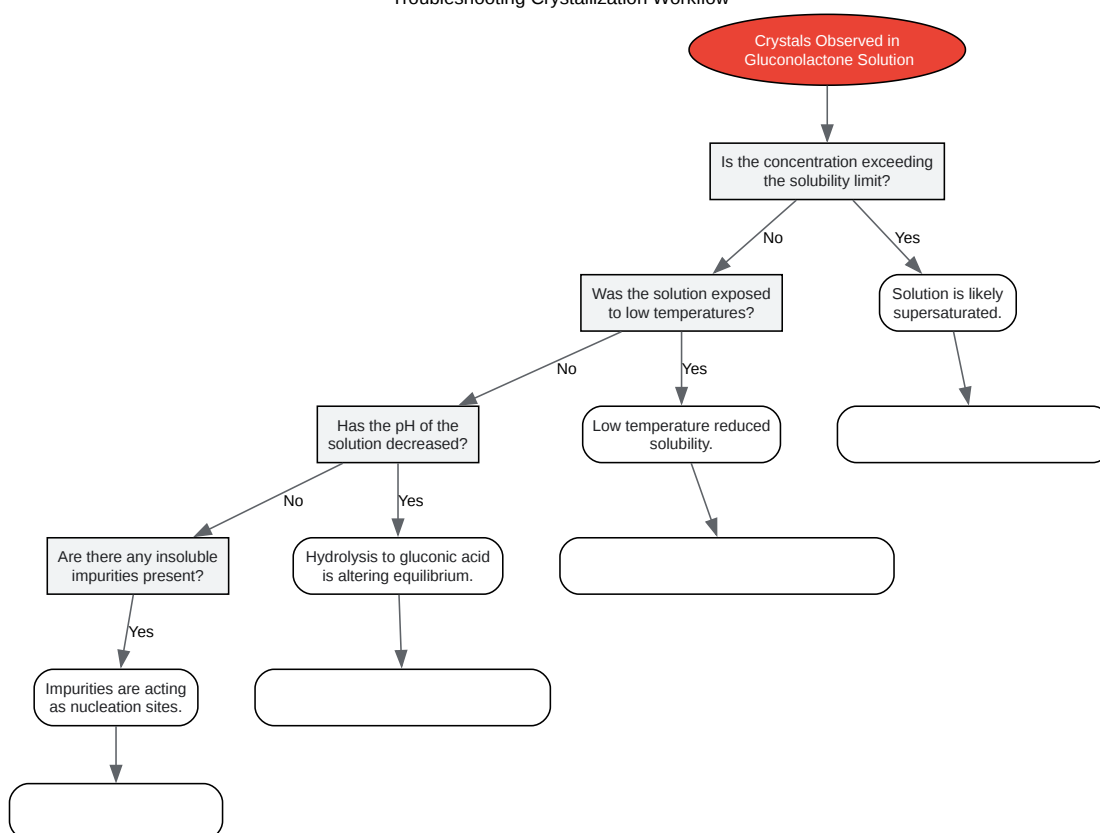 Troubleshooting Crystallization Workflow
Crystals Observed in
Gluconolactone Solution
Is the concentration exceeding
the solubility limit?
No
Yes
Was the solution exposed
to low temperatures?
Solution is likely
supersaturated.
No
Yes
Has the pH of the
solution decreased?
Low temperature reduced
solubility.
No
Yes
Are there any insoluble
impurities present?
Hydrolysis to gluconic acid
is altering equilibrium.
Yes
Impurities are acting
as nucleation sites.